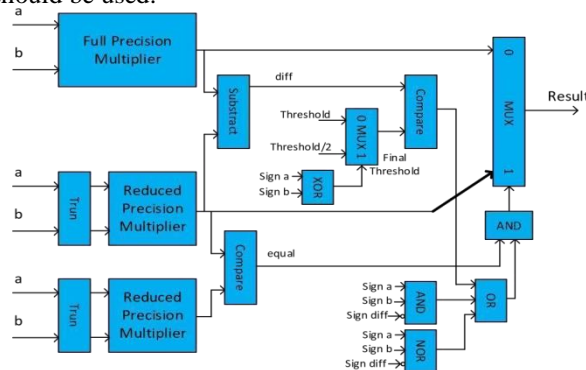 should be used.
a
b
Full Precision
Multiplier
Substract
diff
Compare
Threshold
Threshold/2
0 MUX 1
Final
Threshold
Sign a
Sign b
XOR
0
MUX
1
Result
a
b
Trun
Reduced
Precision
Multiplier
Compare
equal
AND
a
b
Trun
Reduced
Precision
Multiplier
Sign a
Sign b
Sign diff
AND
OR
Sign a
Sign b
Sign diff
NOR